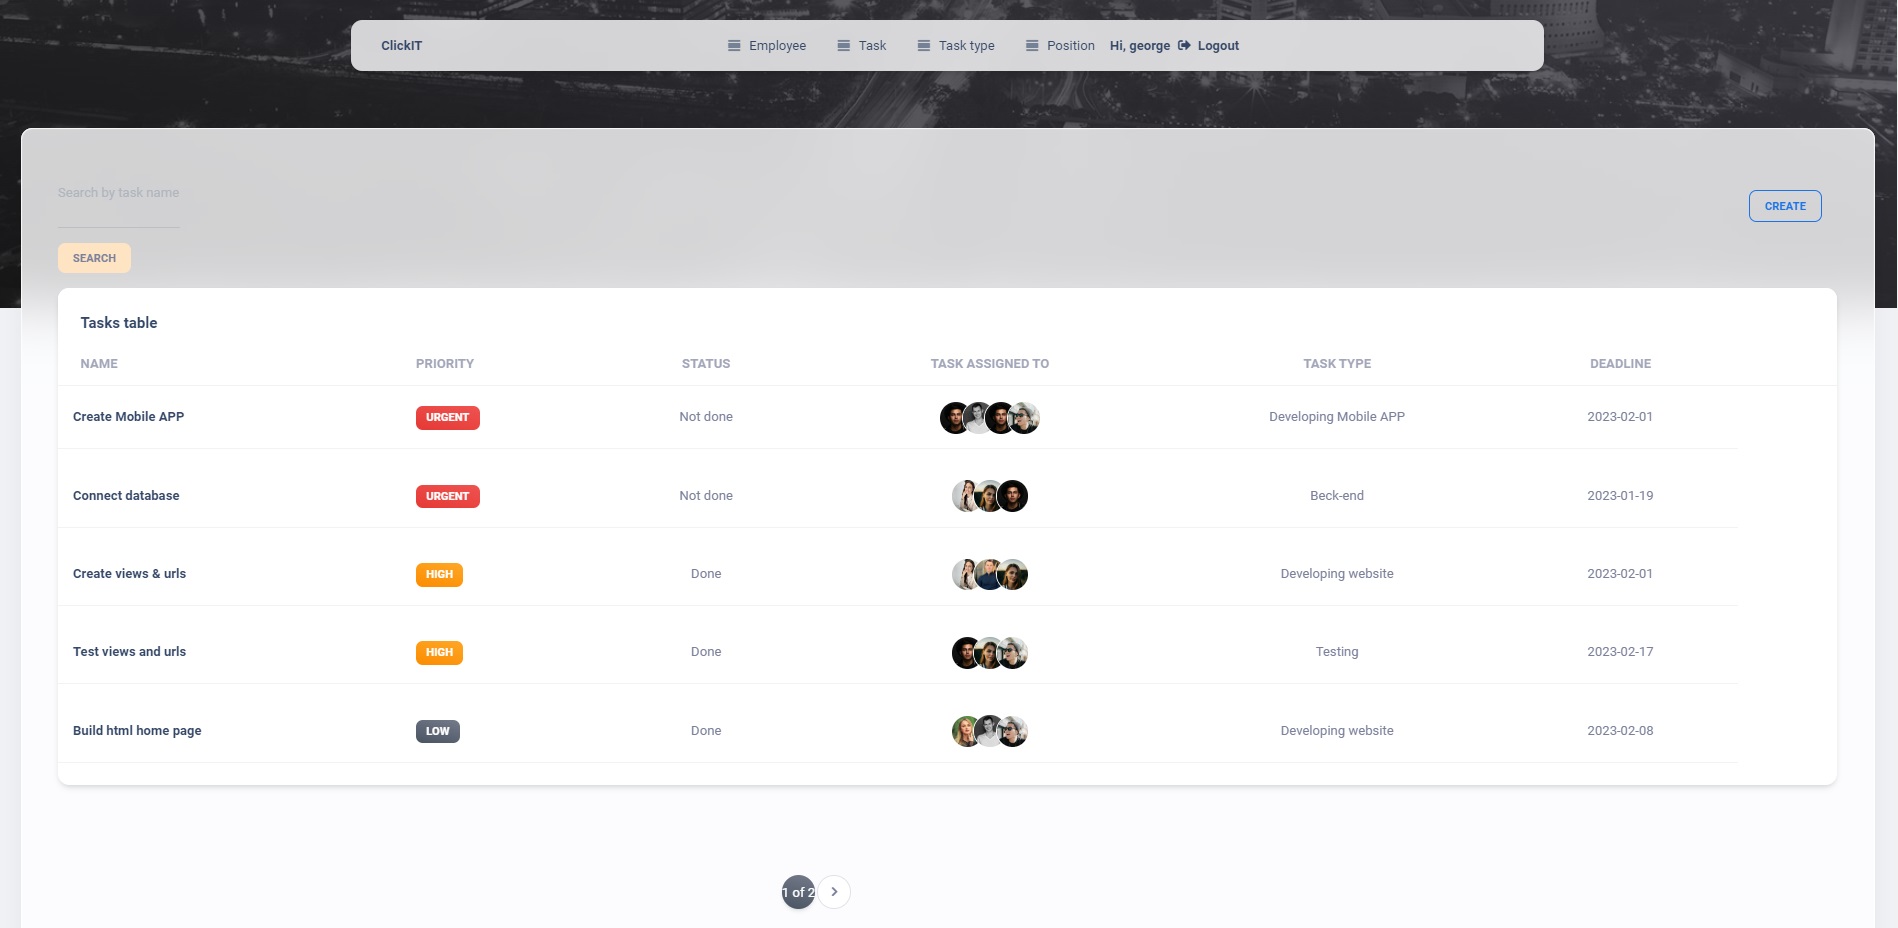 ClickIT Employee Task Task type Position Hi, george Logout
Search by task name
CREATE
SEARCH
Tasks table
NAME PRIORITY STATUS TASK ASSIGNED TO TASK TYPE DEADLINE
Create Mobile APP URGENT Not done Developing Mobile APP 2023-02-01
Connect database URGENT Not done Beck-end 2023-01-19
Create views & urls HIGH Done Developing website 2023-02-01
Test views and urls HIGH Done Testing 2023-02-17
Build html home page LOW Done Developing website 2023-02-08
1 of 2